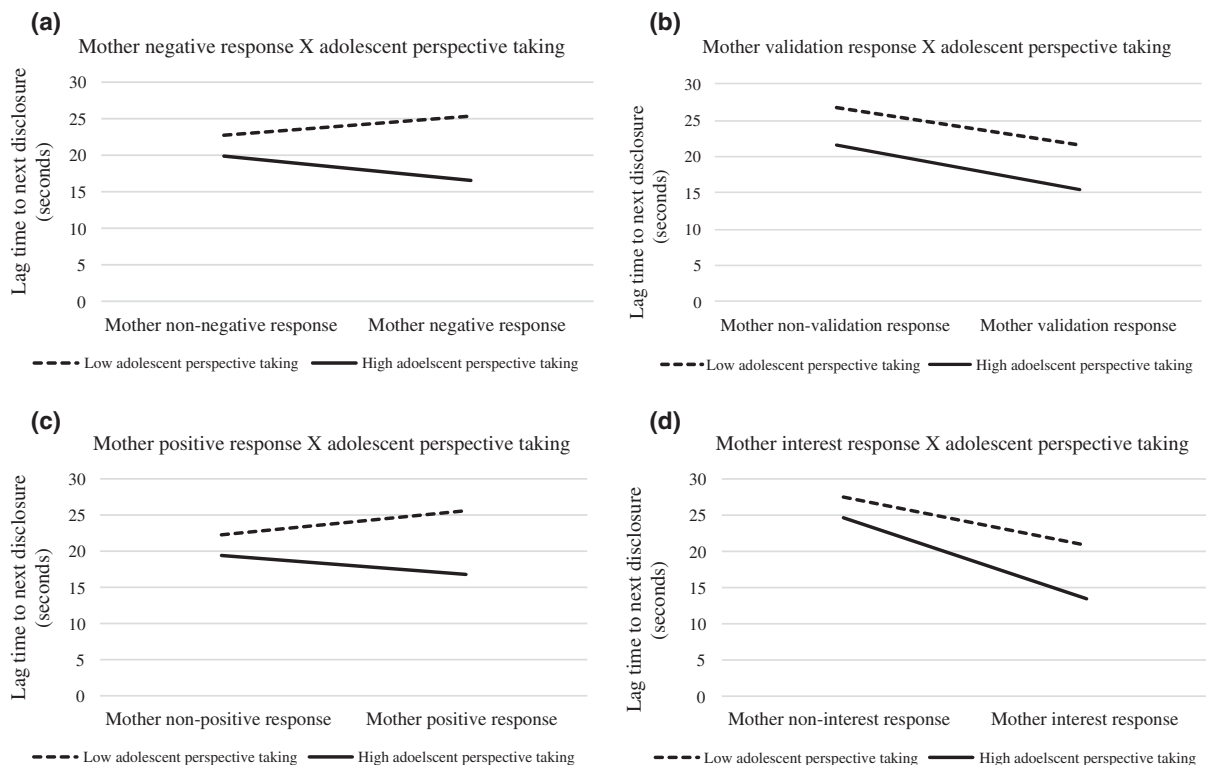 (a)
Mother negative response X adolescent perspective taking
Lag time to next disclosure
(seconds)
30
25
20
15
10
5
0
Mother non-negative response Mother negative response
Low adolescent perspective taking High adoelscent perspective taking
(b)
Mother validation response X adolescent perspective taking
Lag time to next disclosure
(seconds)
30
25
20
15
10
5
0
Mother non-validation response Mother validation response
Low adolescent perspective taking High adoelscent perspective taking
(c)
Mother positive response X adolescent perspective taking
Lag time to next disclosure
(seconds)
30
25
20
15
10
5
0
Mother non-positive response Mother positive response
Low adolescent perspective taking High adoelscent perspective taking
(d)
Mother interest response X adolescent perspective taking
Lag time to next disclosure
(seconds)
30
25
20
15
10
5
0
Mother non-interest response Mother interest response
Low adolescent perspective taking High adoelscent perspective taking